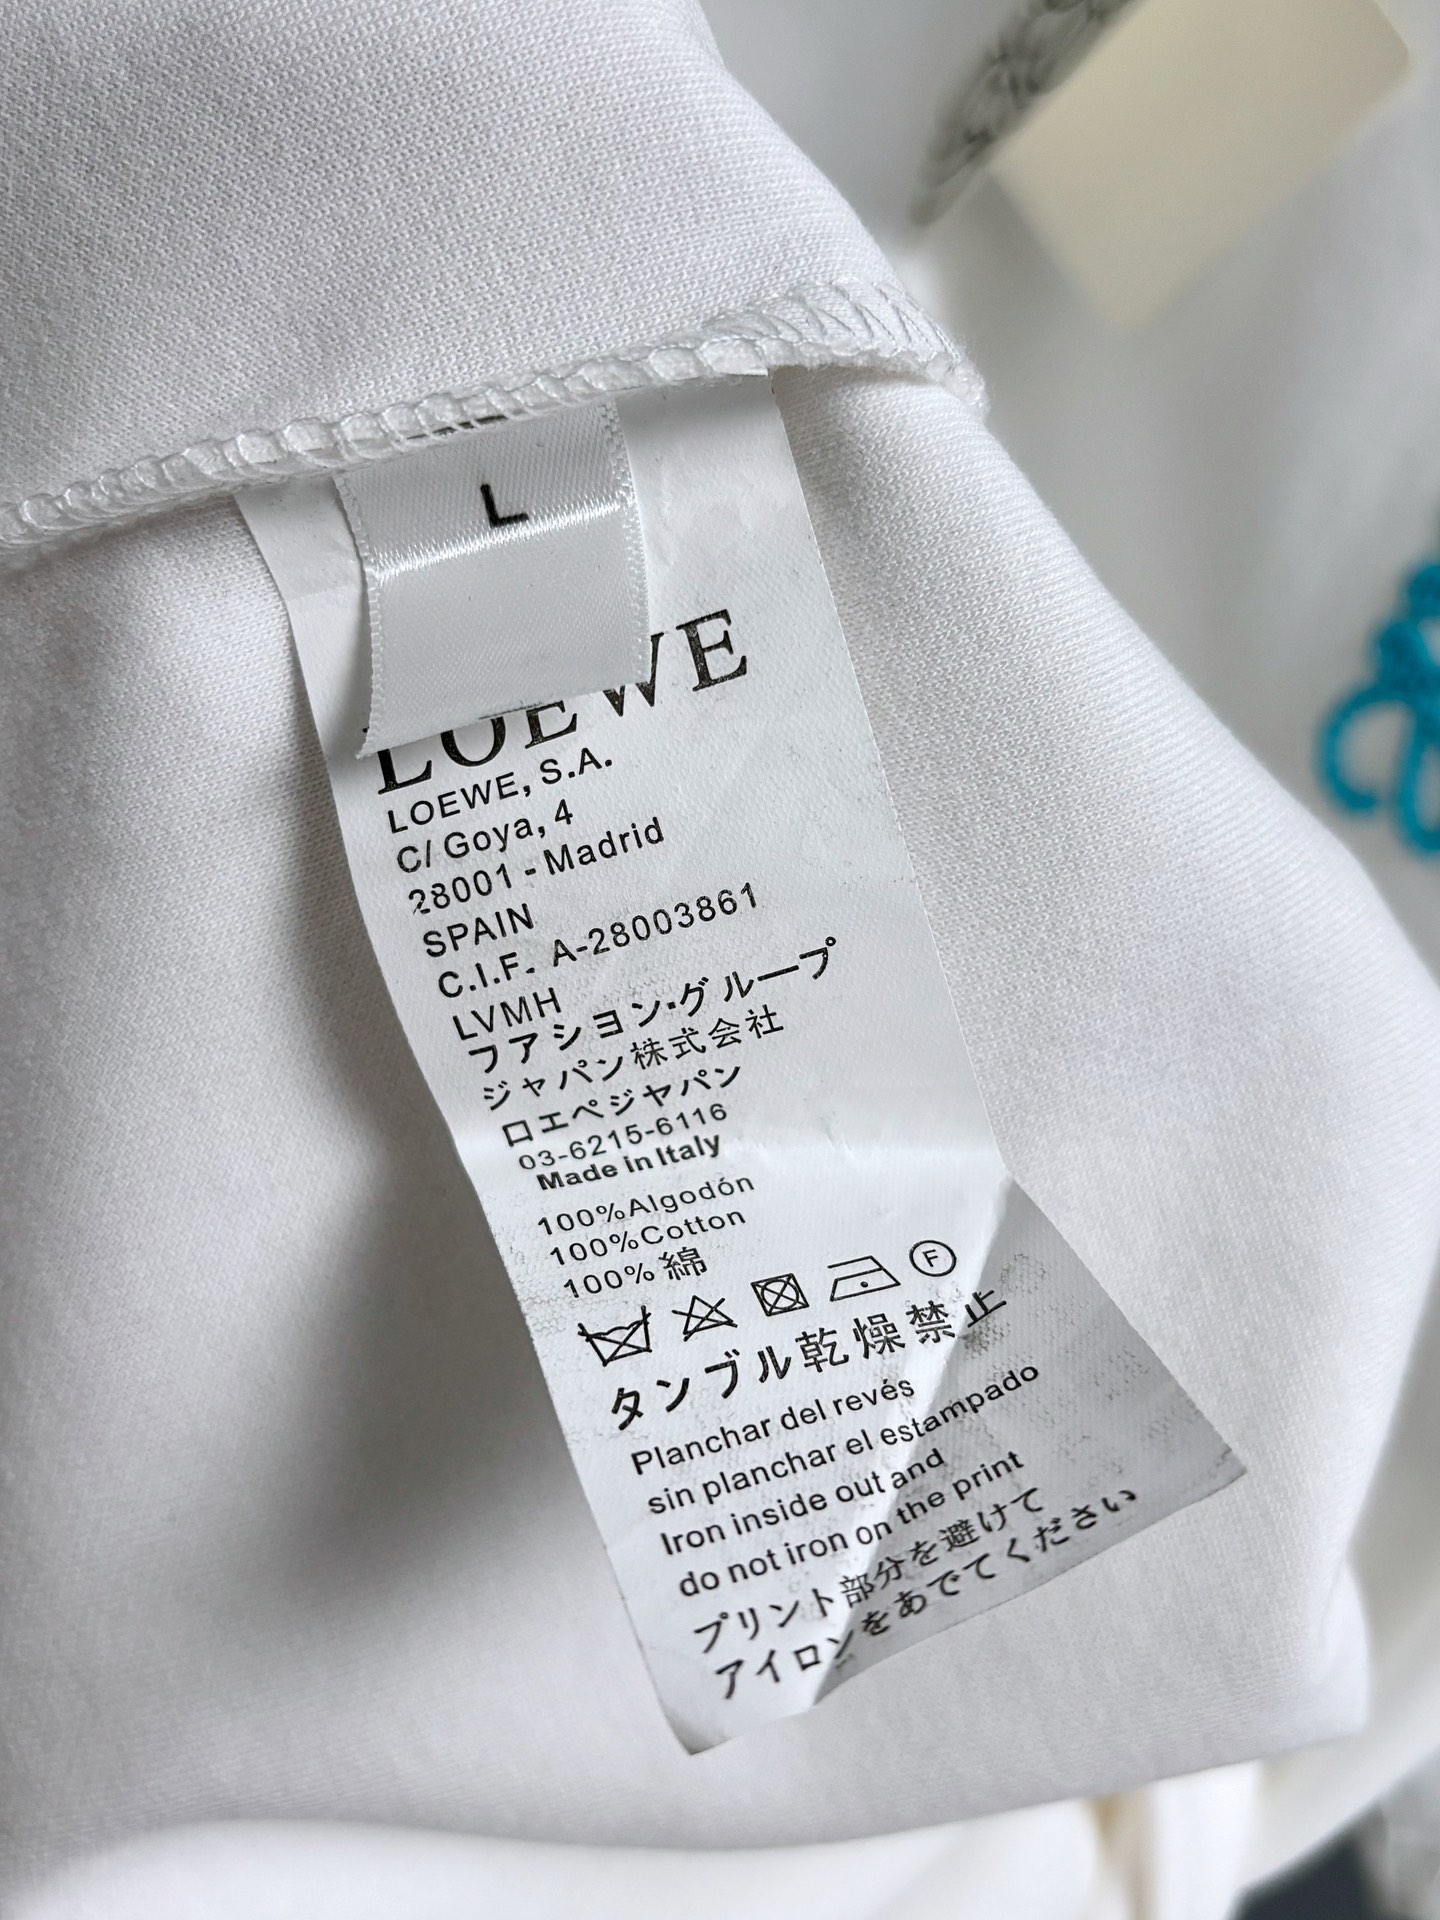 L
LOEWE
LOEWE, S.A.
C/ Goya, 4
28001 - Madrid
SPAIN
C.I.F. A-28003861
LVMH
フアシヨン・グループ
ジャパン株式会社
ロエベジャパン
03-6215-6116
Made in Italy
100%Algodón
100%Cotton
100%綿
F
タンブル乾燥禁止
Planchar del revés
sin planchar el estampado
Iron inside out and
do not iron on the print
プリント部分を避けて
アイロンをあでてください